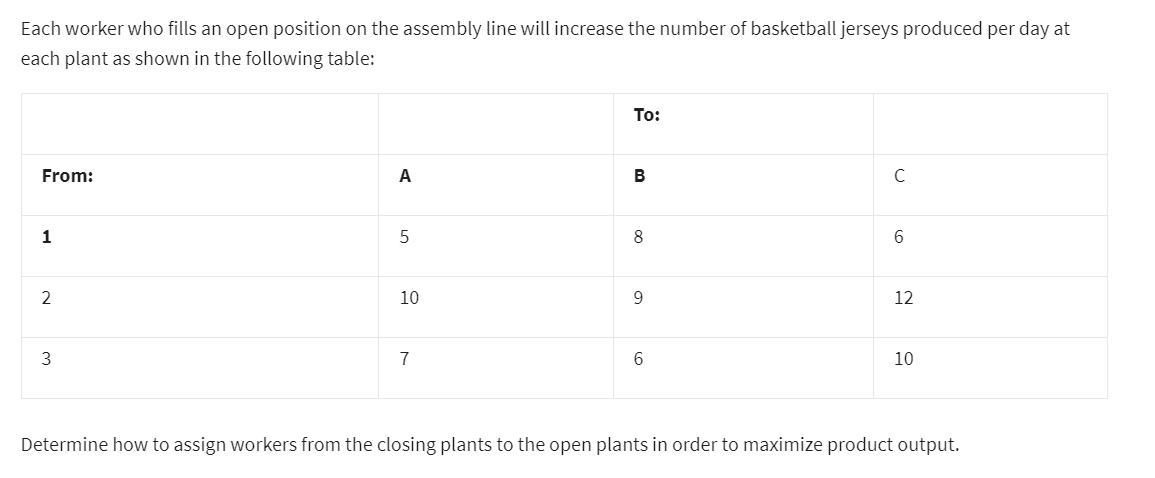 Each worker who fills an open position on the assembly line will increase the number of basketball jerseys produced per day at
each plant as shown in the following table:
To:
From: A B C
1 5 8 6
2 10 9 12
3 7 6 10
Determine how to assign workers from the closing plants to the open plants in order to maximize product output.